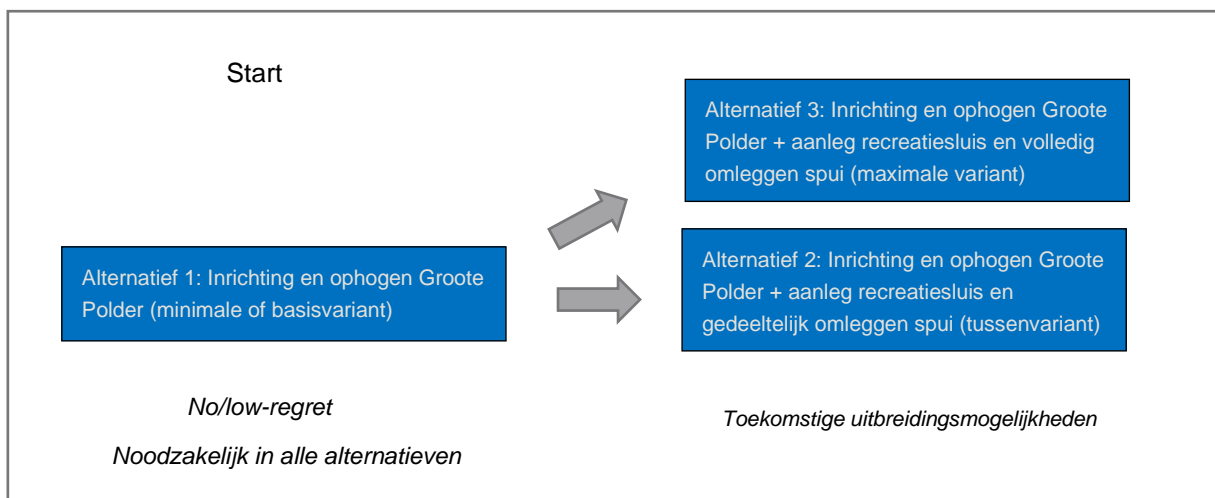 Start
Alternatief 3: Inrichting en ophogen Groote
Polder + aanleg recreatiesluis en volledig
omleggen spui (maximale variant)
Alternatief 1: Inrichting en ophogen Groote
Polder (minimale of basisvariant)
Alternatief 2: Inrichting en ophogen Groote
Polder + aanleg recreatiesluis en
gedeeltelijk omleggen spui (tussenvariant)
No/low-regret
Noodzakelijk in alle alternatieven
Toekomstige uitbreidingsmogelijkheden